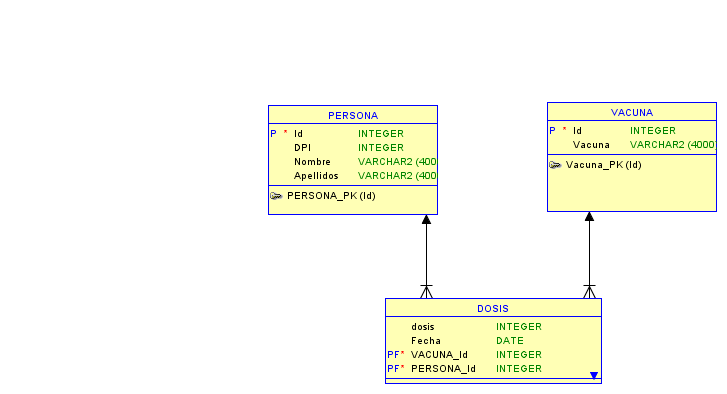 PERSONA
P * Id INTEGER
DPI INTEGER
Nombre VARCHAR2 (400
Apellidos VARCHAR2 (400
PERSONA_PK (Id)
VACUNA
P * Id INTEGER
Vacuna VARCHAR2 (4000)
Vacuna_PK (Id)
DOSIS
dosis INTEGER
Fecha DATE
PF* VACUNA_Id INTEGER
PF* PERSONA_Id INTEGER